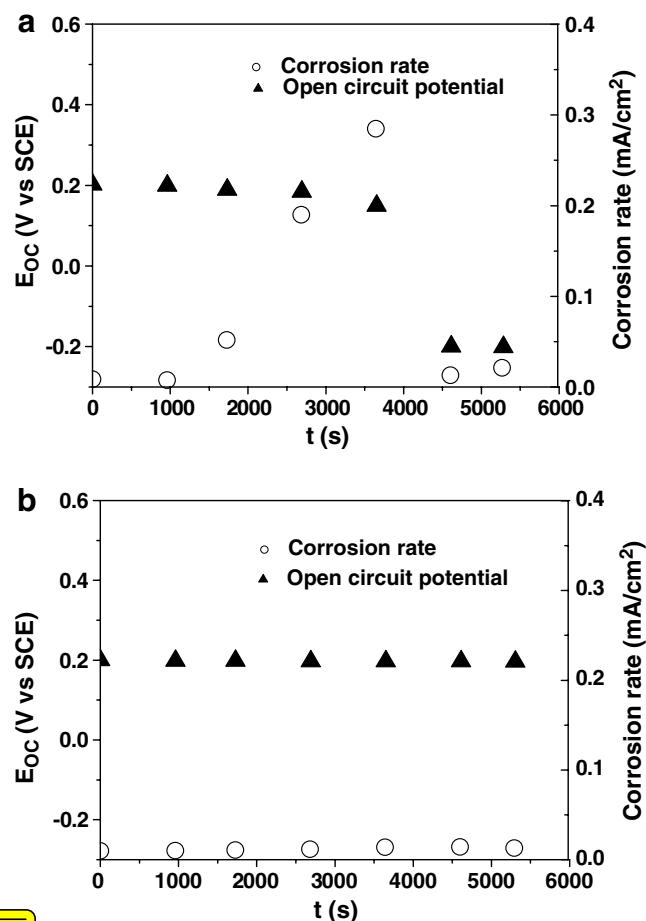 a
0.6
0.4
0.2
0.0
-0.2
E_OC (V vs SCE)
○ Corrosion rate
▲ Open circuit potential
0.4
0.3
0.2
0.1
0.0
Corrosion rate (mA/cm²)
0 1000 2000 3000 4000 5000 6000
t (s)
b
0.6
0.4
0.2
0.0
-0.2
E_OC (V vs SCE)
○ Corrosion rate
▲ Open circuit potential
0.4
0.3
0.2
0.1
0.0
Corrosion rate (mA/cm²)
0 1000 2000 3000 4000 5000 6000
t (s)